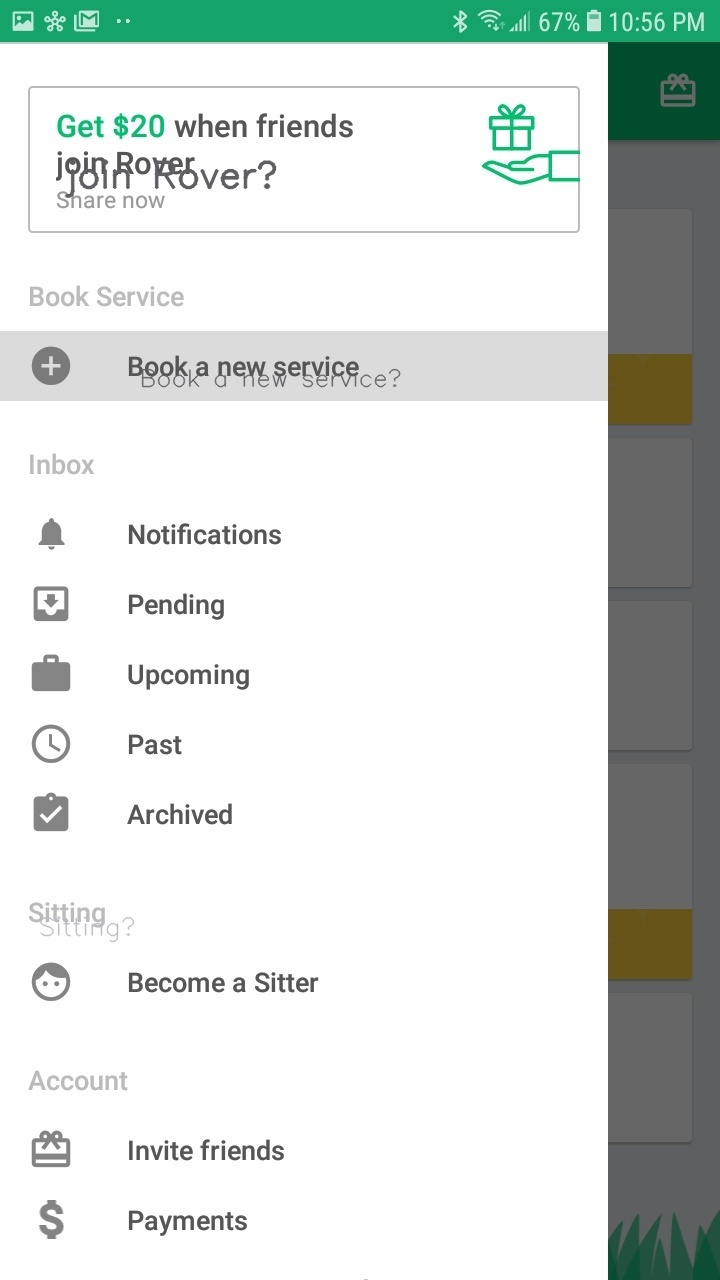 67% 10:56 PM
Get $20 when friends
join Rover
join Rover?
Share now
Book Service
Book a new service
Book a new service?
Inbox
Notifications
Pending
Upcoming
Past
Archived
Sitting
Sitting?
Become a Sitter
Account
Invite friends
Payments